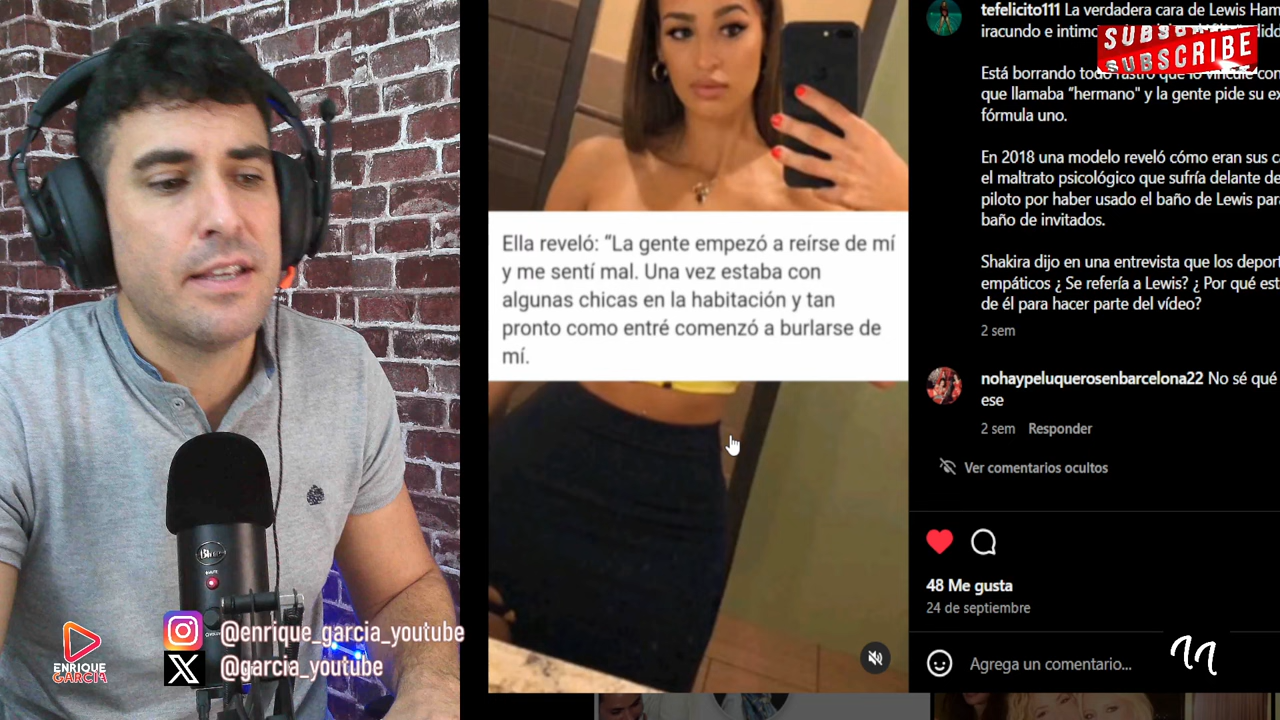 tefelicito111 La verdadera cara de Lewis Ham
iracundo e intimo
SUBSCRIBE
Está borrando todo rastro que lo vincule con
que llamaba “hermano" y la gente pide su ex
fórmula uno.
En 2018 una modelo reveló cómo eran sus c
el maltrato psicológico que sufría delante de
piloto por haber usado el baño de Lewis para
baño de invitados.
Shakira dijo en una entrevista que los deport
empáticos ¿ Se refería a Lewis? ¿ Por qué est
de él para hacer parte del vídeo?
2 sem
nohaypeluquerosenbarcelona22 No sé qué
ese
2 sem Responder
Ver comentarios ocultos
48 Me gusta
24 de septiembre
Agrega un comentario...
Ella reveló: “La gente empezó a reírse de mí
y me sentí mal. Una vez estaba con
algunas chicas en la habitación y tan
pronto como entré comenzó a burlarse de
mí.
Blue
ENRIQUE
GARCIA
@enrique_garcia_youtube
@garcia_youtube